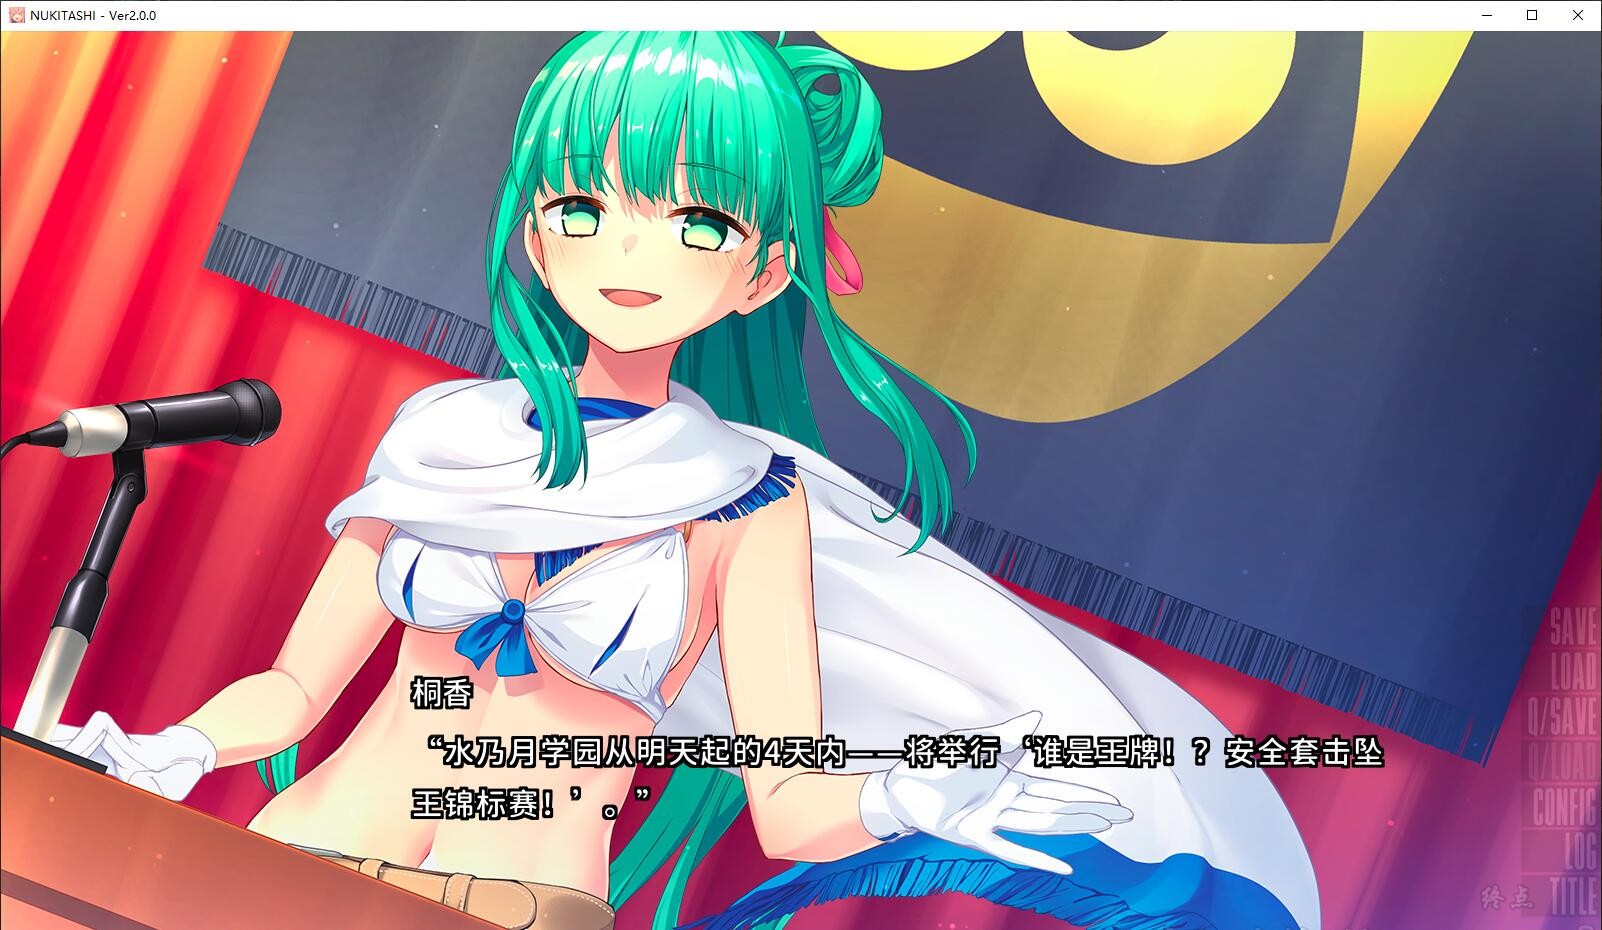 NUKITASHI - Ver2.0.0
桐香
“水乃月学园从明天起的4天内——将举行‘谁是王牌！？安全套击坠
王锦标赛！’。”
SAVE
LOAD
Q/SAVE
Q/LOAD
CONFIG
LOG
终点 TITLE